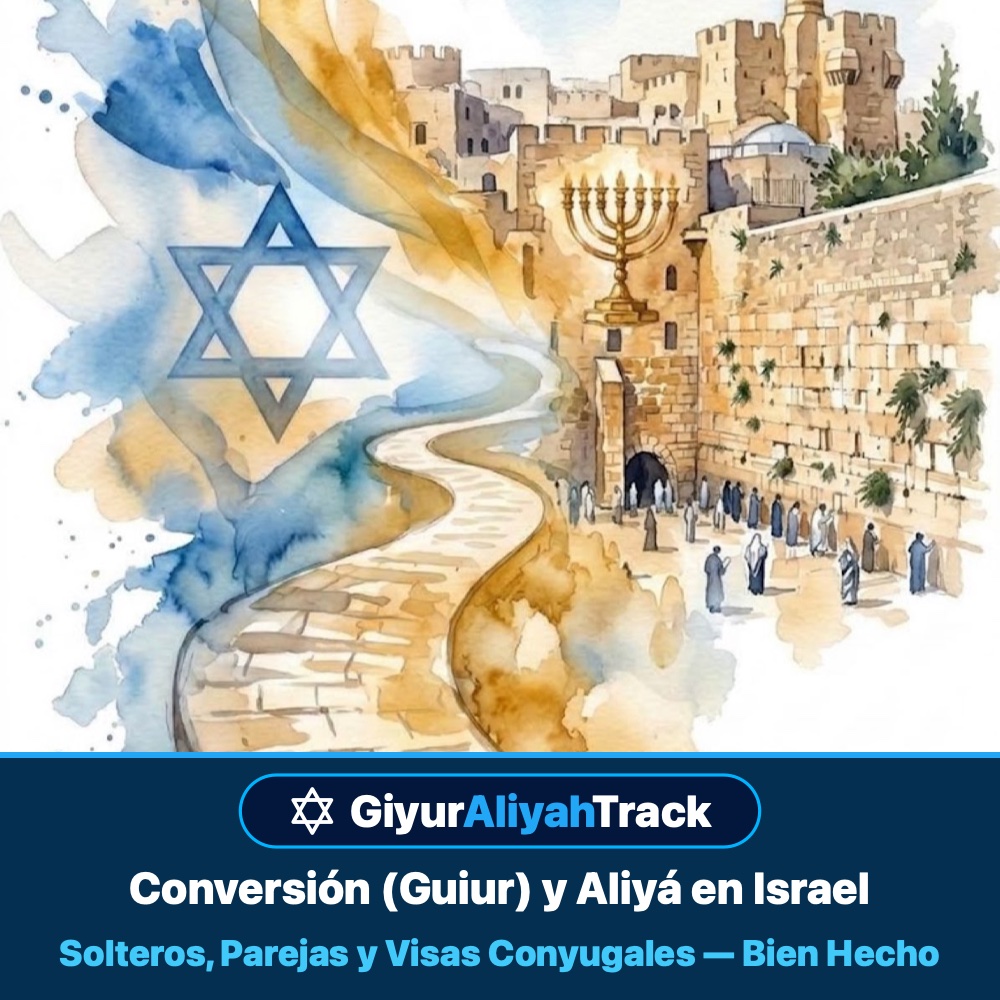 GiyurAliyahTrack
Conversión (Guiur) y Aliyá en Israel
Solteros, Parejas y Visas Conyugales — Bien Hecho